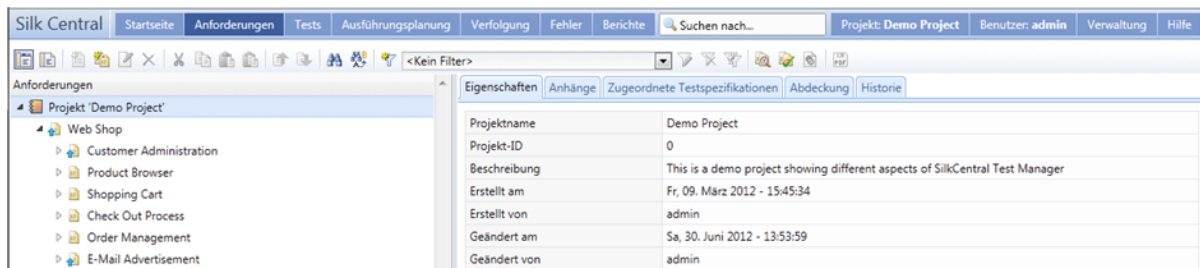 Silk Central Startseite Anforderungen Tests Ausführungsplanung Verfolgung Fehler Berichte Suchen nach... Projekt: Demo Project Benutzer: admin Verwaltung Hilfe
<Kein Filter>
Anforderungen
Projekt 'Demo Project'
Web Shop
Customer Administration
Product Browser
Shopping Cart
Check Out Process
Order Management
E-Mail Advertisement
Eigenschaften Anhänge Zugeordnete Testspezifikationen Abdeckung Historie
Projektname Demo Project
Projekt-ID 0
Beschreibung This is a demo project showing different aspects of SilkCentral Test Manager
Erstellt am Fr, 09. März 2012 - 15:45:34
Erstellt von admin
Geändert am Sa, 30. Juni 2012 - 13:53:59
Geändert von admin